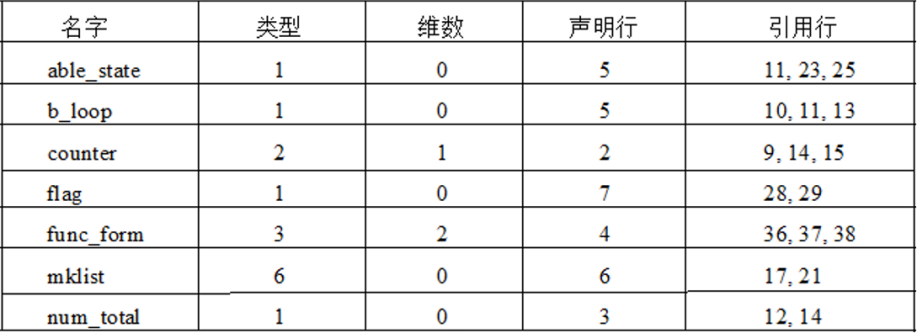 名字 类型 维数 声明行 引用行
able_state 1 0 5 11, 23, 25
b_loop 1 0 5 10, 11, 13
counter 2 1 2 9, 14, 15
flag 1 0 7 28, 29
func_form 3 2 4 36, 37, 38
mklist 6 0 6 17, 21
num_total 1 0 3 12, 14